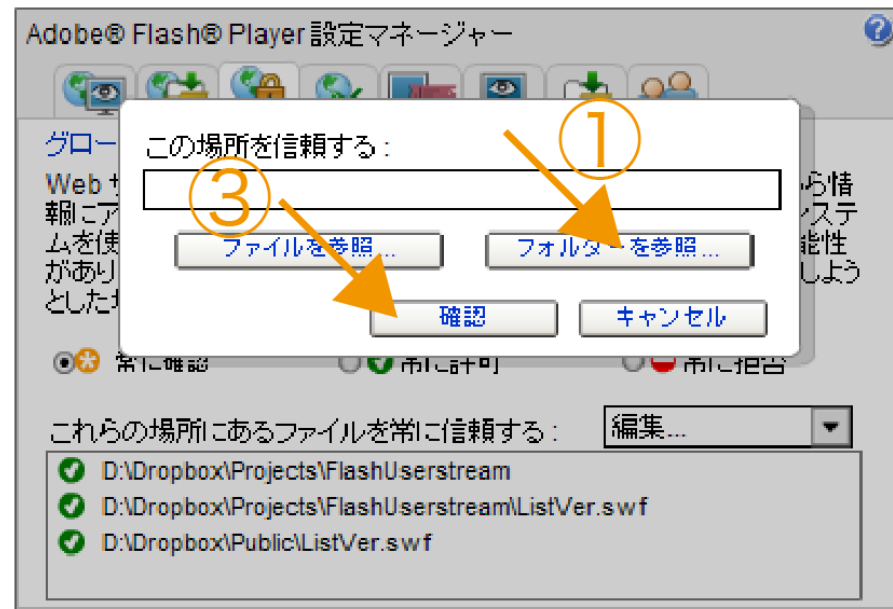 Adobe® Flash® Player 設定マネージャー
グロー
この場所を信頼する :
①
③
Web サ
ら情
報にア
システ
ムを使
能性
があり
しよう
とした
ファイルを参照...
フォルダーを参照...
確認
キャンセル
常に確認
常に許可
常に拒否
これらの場所にあるファイルを常に信頼する :
編集...
D:\Dropbox\Projects\FlashUserstream
D:\Dropbox\Projects\FlashUserstream\ListVer.swf
D:\Dropbox\Public\ListVer.swf